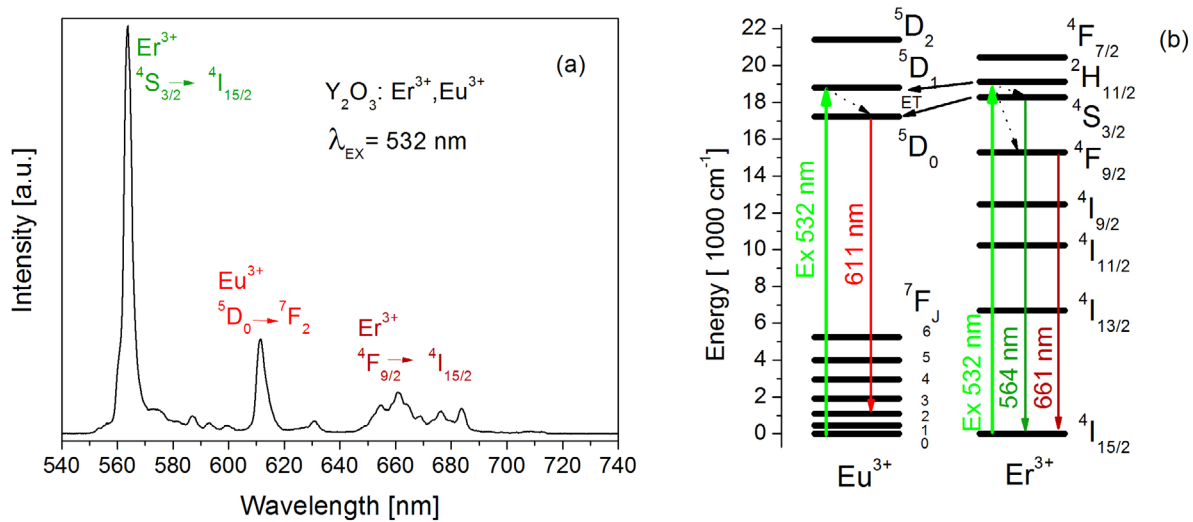 (a)
Er³⁺
⁴S₃/₂ → ⁴I₁₅/₂
Y₂O₃: Er³⁺,Eu³⁺
λ_EX = 532 nm
Eu³⁺
⁵D₀ → ⁷F₂
Er³⁺
⁴F₉/₂ → ⁴I₁₅/₂
Intensity [a.u.]
540 560 580 600 620 640 660 680 700 720 740
Wavelength [nm]
(b)
Energy [ 1000 cm⁻¹]
22
20
18
16
14
12
10
8
6
4
2
0
⁵D₂
⁵D₁
ET
⁵D₀
Ex 532 nm
611 nm
⁷F_J
6
5
4
3
2
1
0
Eu³⁺
⁴F₇/₂
²H₁₁/₂
⁴S₃/₂
⁴F₉/₂
⁴I₉/₂
⁴I₁₁/₂
⁴I₁₃/₂
⁴I₁₅/₂
Ex 532 nm
564 nm
661 nm
Er³⁺